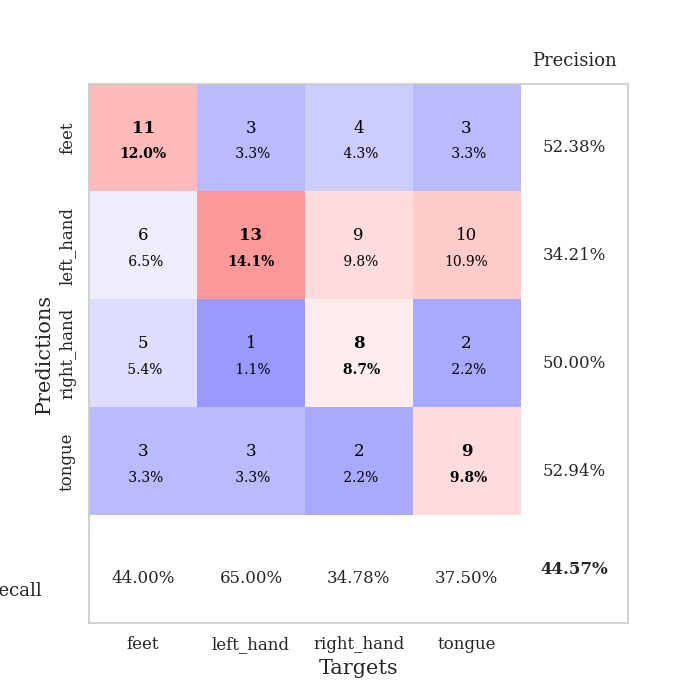 Precision
feet 11 3 4 3
12.0% 3.3% 4.3% 3.3% 52.38%
left_hand 6 13 9 10
6.5% 14.1% 9.8% 10.9% 34.21%
Predictions
right_hand 5 1 8 2
5.4% 1.1% 8.7% 2.2% 50.00%
tongue 3 3 2 9
3.3% 3.3% 2.2% 9.8% 52.94%
ecall 44.00% 65.00% 34.78% 37.50% 44.57%
feet left_hand right_hand tongue
Targets